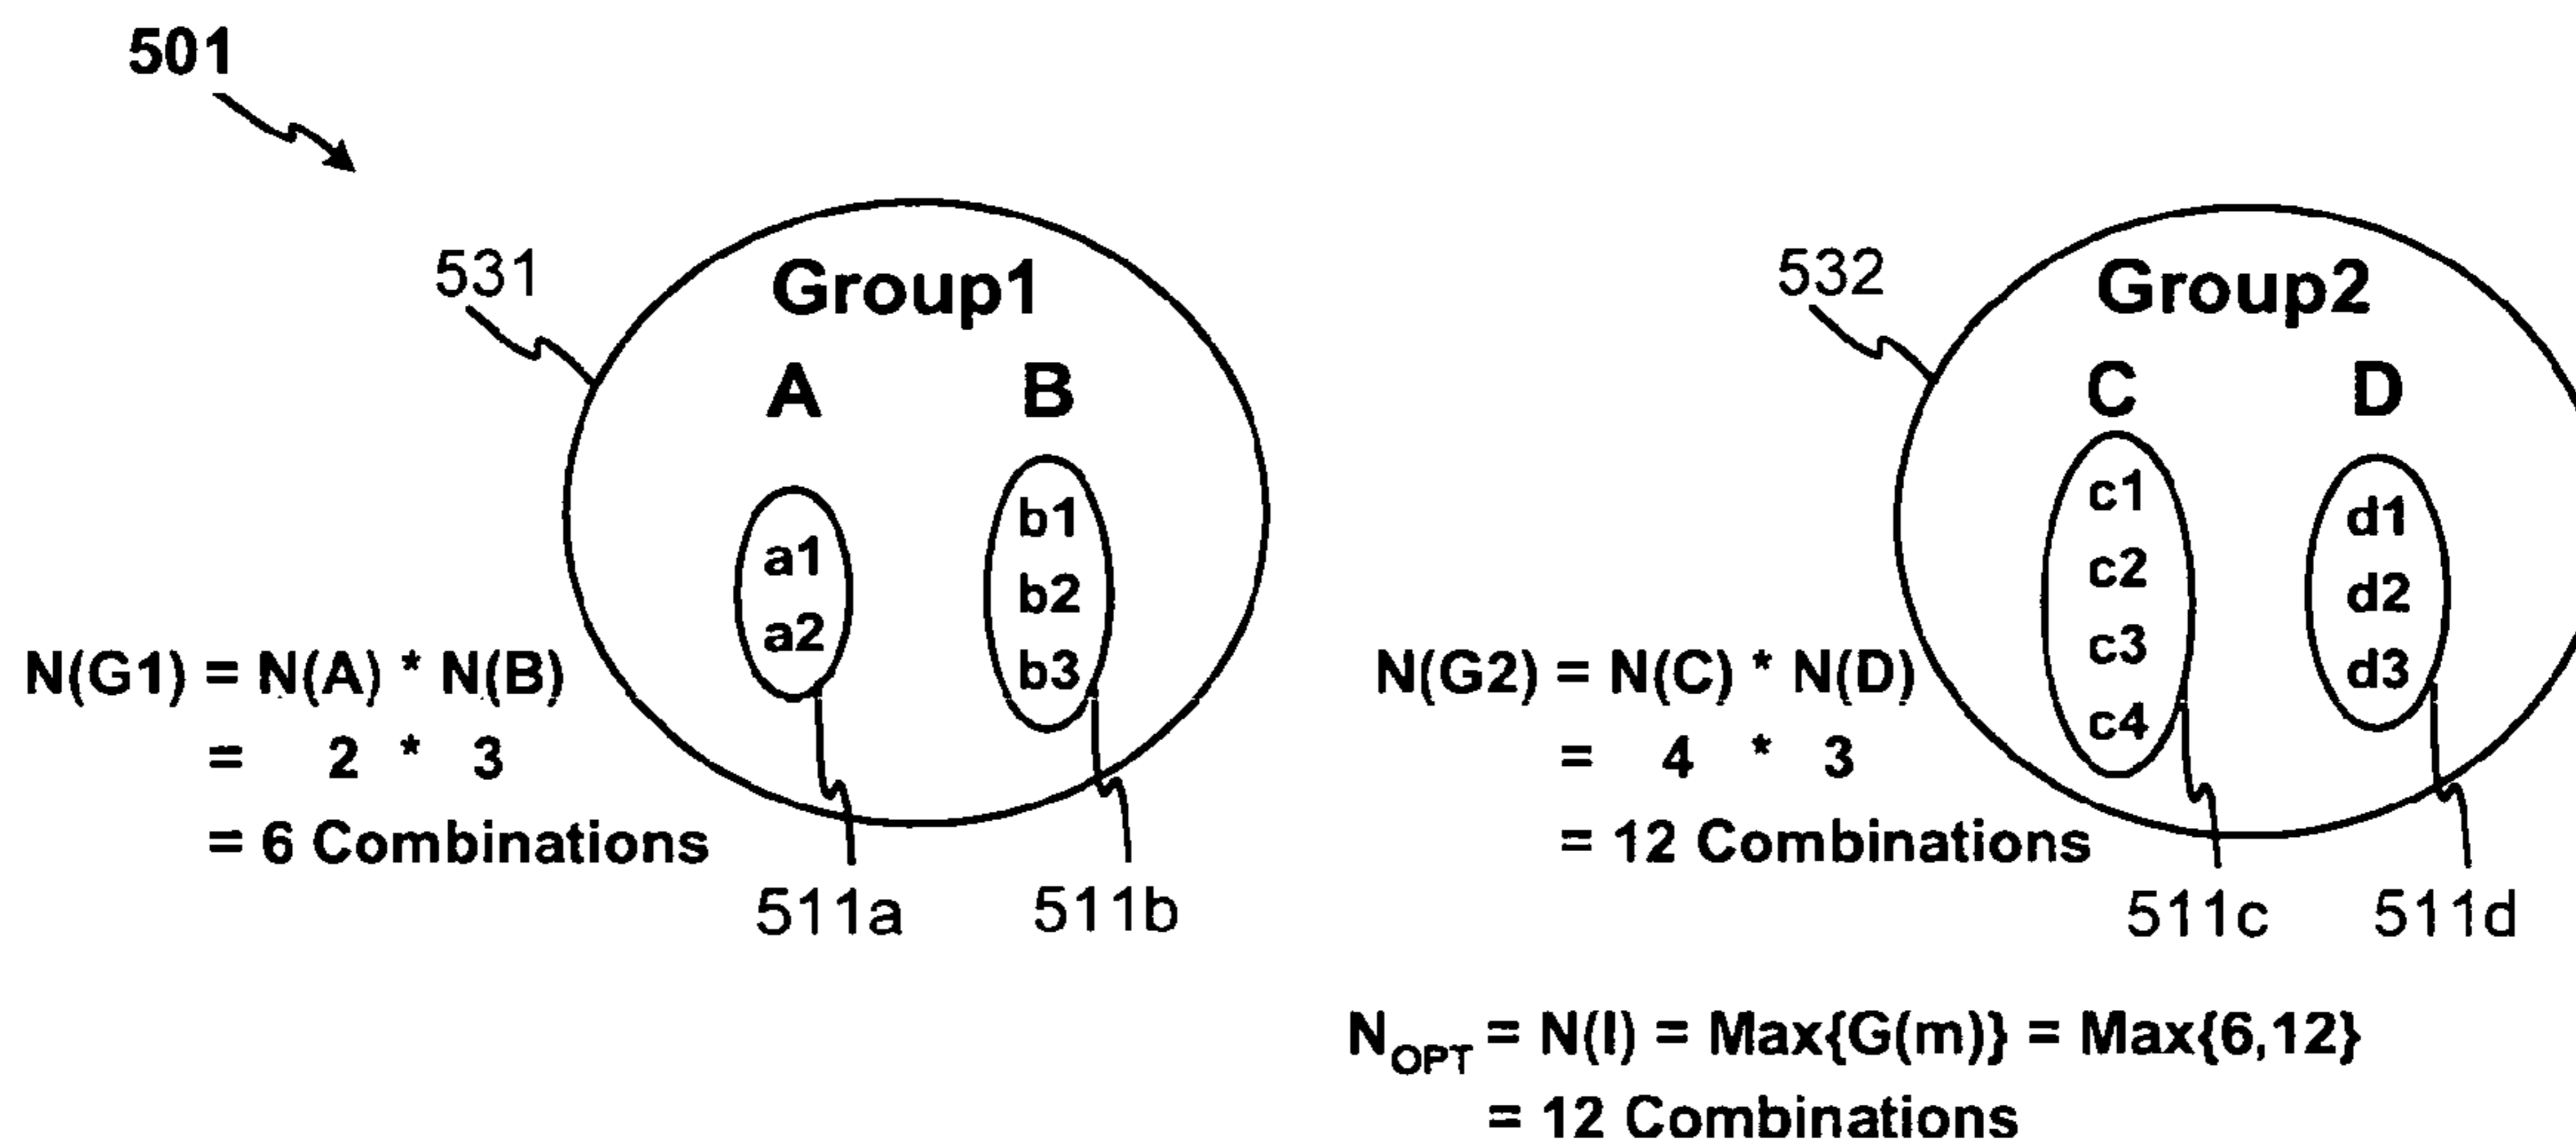 501
531
Group1
A B
a1
a2
b1
b2
b3
N(G1) = N(A) * N(B)
= 2 * 3
= 6 Combinations
511a
511b
532
Group2
C D
c1
c2
c3
c4
d1
d2
d3
N(G2) = N(C) * N(D)
= 4 * 3
= 12 Combinations
511c
511d
N_OPT = N(I) = Max{G(m)} = Max{6,12}
= 12 Combinations